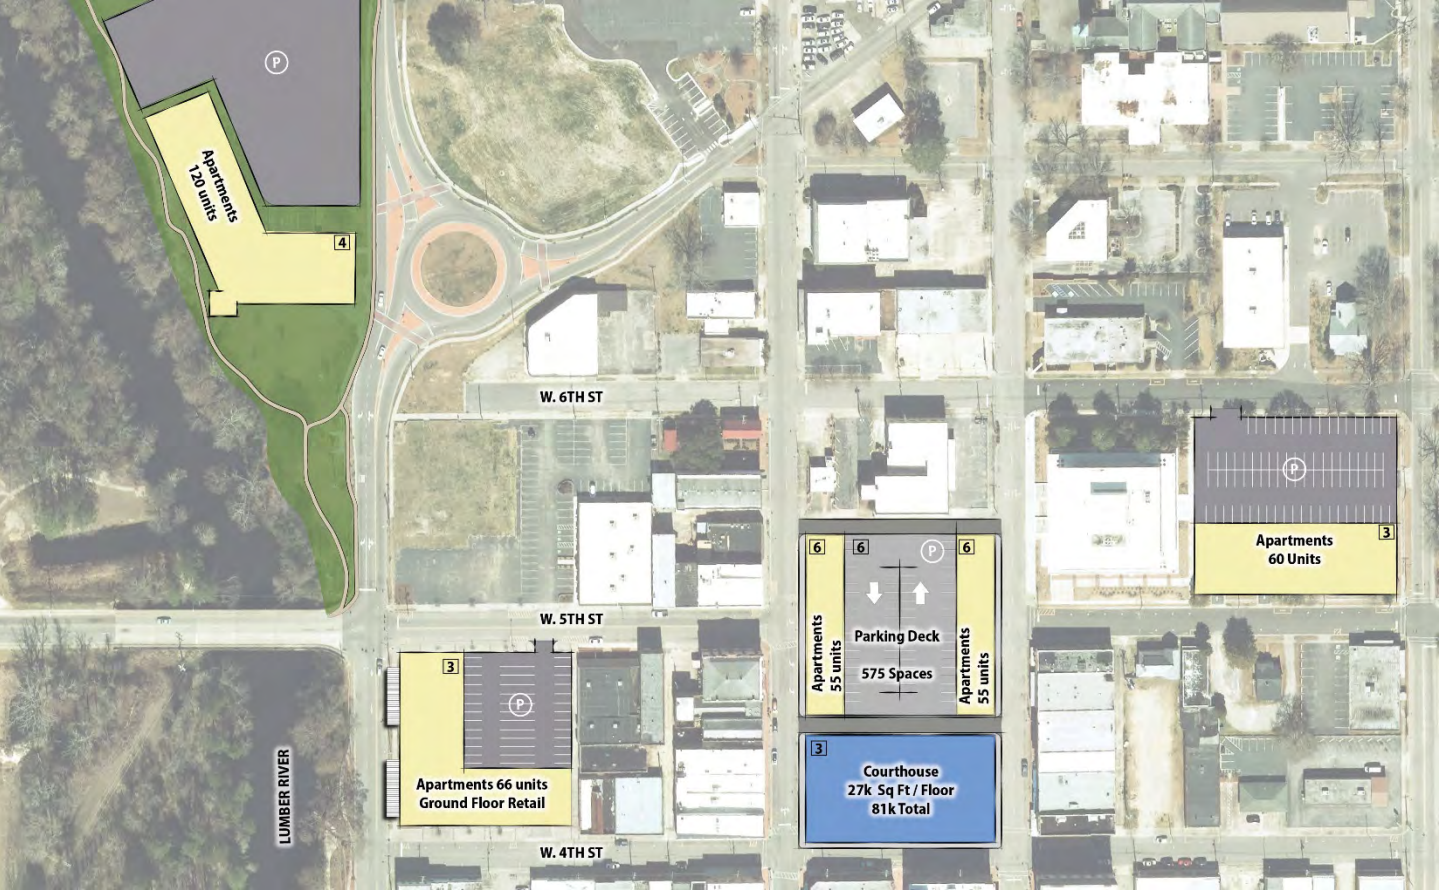 P
Apartments
120 units
4
W. 6TH ST
P
Apartments
60 Units
3
6
6
P
6
Apartments
55 units
Parking Deck
575 Spaces
Apartments
55 units
W. 5TH ST
3
P
Apartments 66 units
Ground Floor Retail
3
Courthouse
27k Sq Ft / Floor
81k Total
LUMBER RIVER
W. 4TH ST